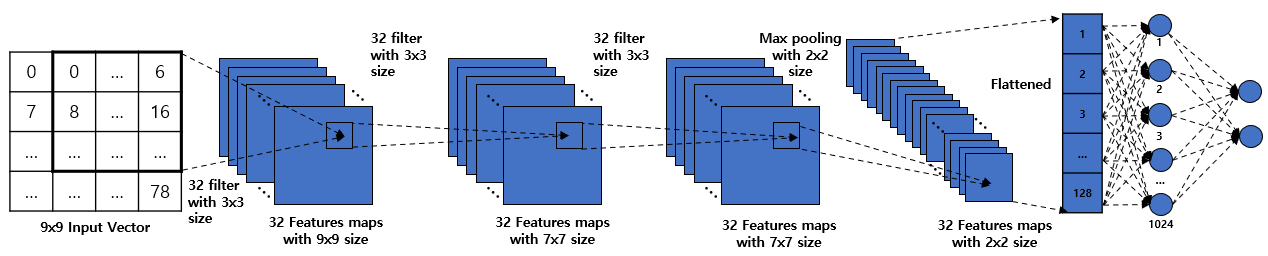 0 0 ... 6
7 8 ... 16
... ... ... ...
... ... ... 78
9x9 Input Vector
32 filter
with 3x3
size
32 Features maps
with 9x9 size
32 filter
with 3x3
size
32 Features maps
with 7x7 size
32 filter
with 3x3
size
32 Features maps
with 7x7 size
Max pooling
with 2x2
size
32 Features maps
with 2x2 size
Flattened
1
2
3
...
128
1
2
3
...
1024